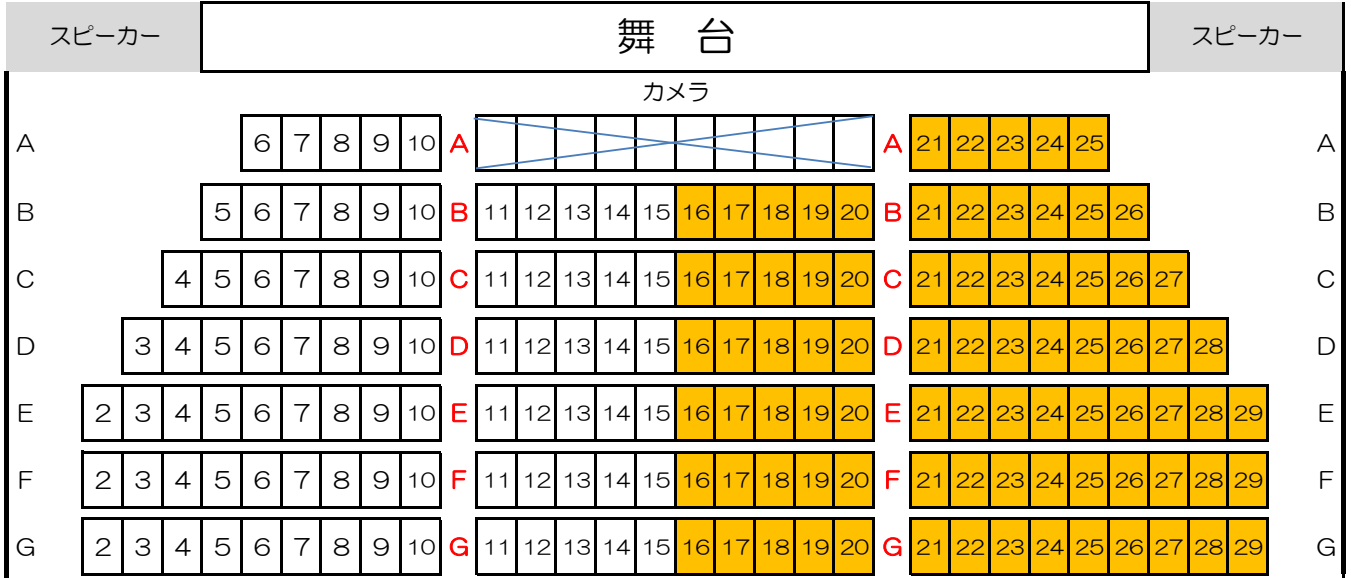 スピーカー 舞 台 スピーカー
カメラ
A 6 7 8 9 10 A A 21 22 23 24 25 A
B 5 6 7 8 9 10 B 11 12 13 14 15 16 17 18 19 20 B 21 22 23 24 25 26 B
C 4 5 6 7 8 9 10 C 11 12 13 14 15 16 17 18 19 20 C 21 22 23 24 25 26 27 C
D 3 4 5 6 7 8 9 10 D 11 12 13 14 15 16 17 18 19 20 D 21 22 23 24 25 26 27 28 D
E 2 3 4 5 6 7 8 9 10 E 11 12 13 14 15 16 17 18 19 20 E 21 22 23 24 25 26 27 28 29 E
F 2 3 4 5 6 7 8 9 10 F 11 12 13 14 15 16 17 18 19 20 F 21 22 23 24 25 26 27 28 29 F
G 2 3 4 5 6 7 8 9 10 G 11 12 13 14 15 16 17 18 19 20 G 21 22 23 24 25 26 27 28 29 G